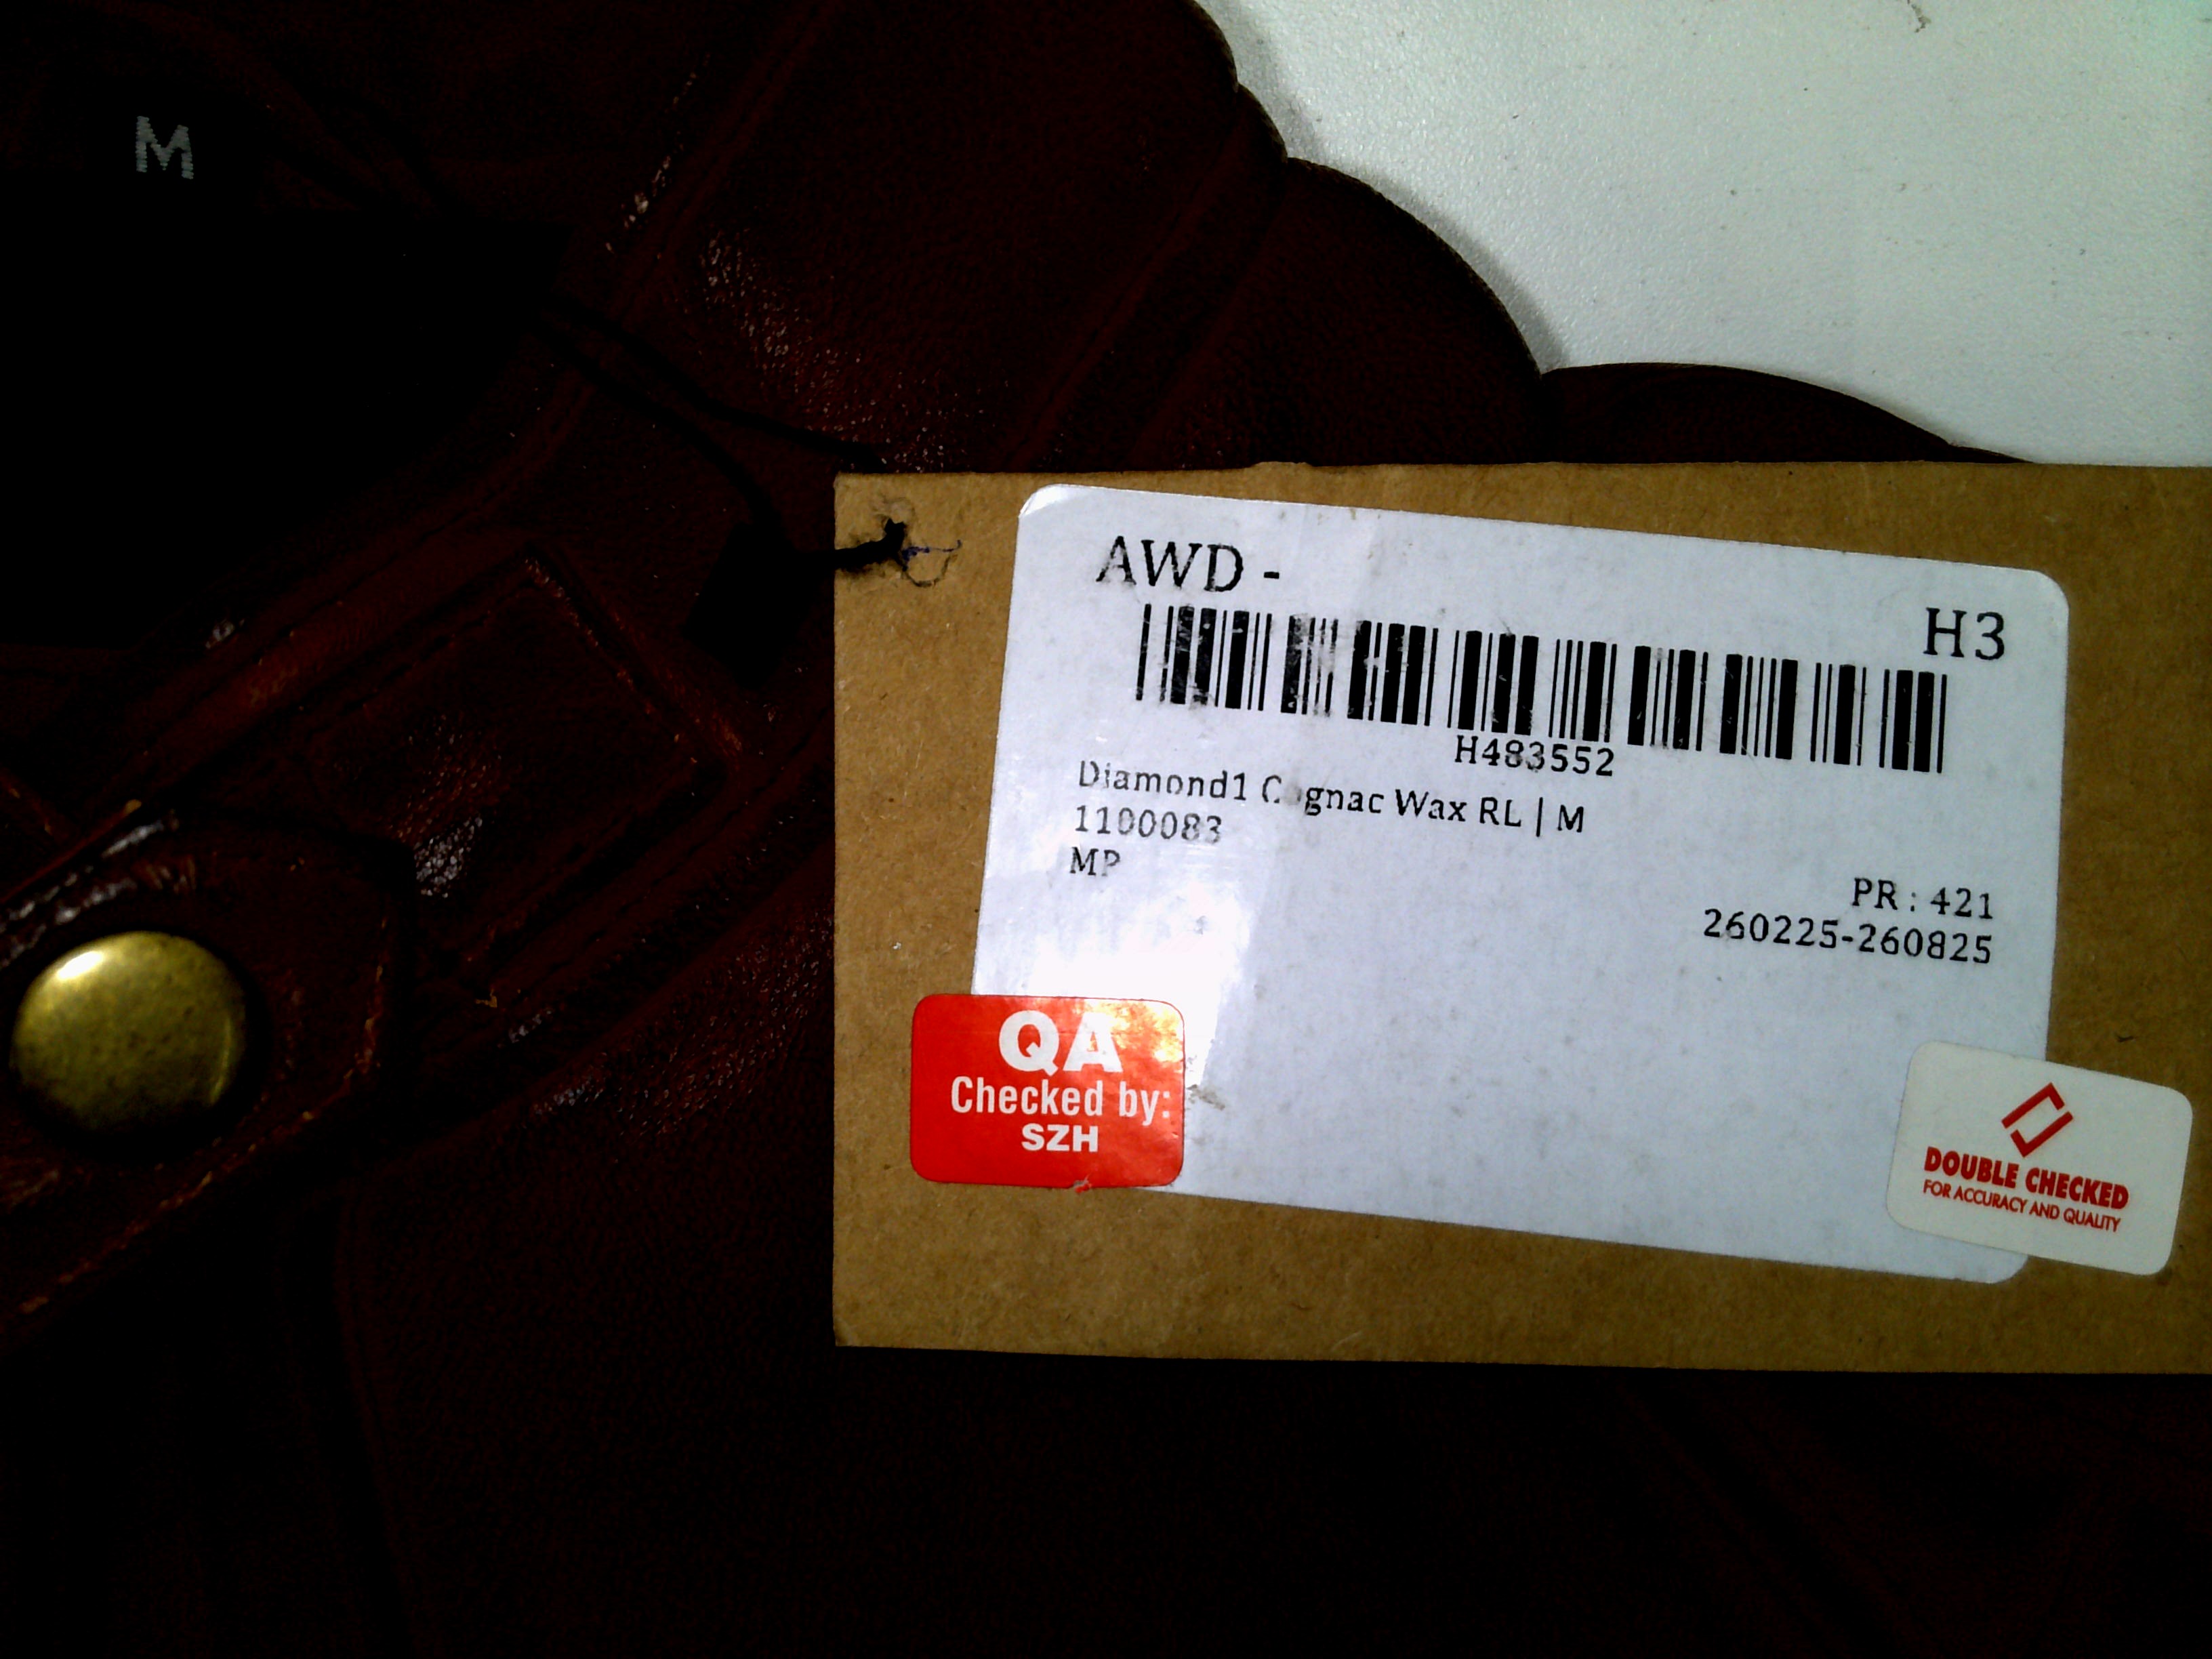 M
AWD -
H3
H483552
Diamond1 Cognac Wax RL | M
1100083
MP
PR : 421
260225-260825
QA
Checked by:
SZH
DOUBLE CHECKED
FOR ACCURACY AND QUALITY